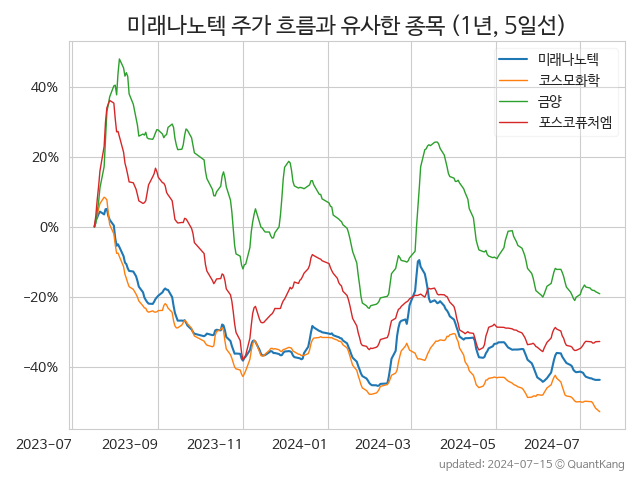 미래나노텍 주가 흐름과 유사한 종목 (1년, 5일선)
미래나노텍
코스모화학
금양
포스코퓨처엠
40%
20%
0%
−20%
−40%
2023-07 2023-09 2023-11 2024-01 2024-03 2024-05 2024-07
updated: 2024-07-15 © QuantKang